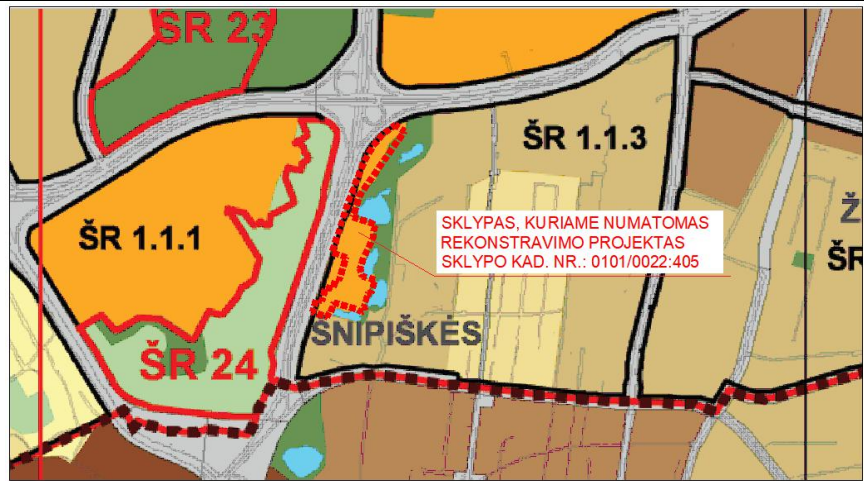 ŠR 23
ŠR 1.1.3
ŠR 1.1.1
SKLYPAS, KURIAME NUMATOMAS
REKONSTRAVIMO PROJEKTAS
SKLYPO KAD. NR.: 0101/0022:405
Ž
ŠR
ŠNIPIŠKĖS
ŠR 24